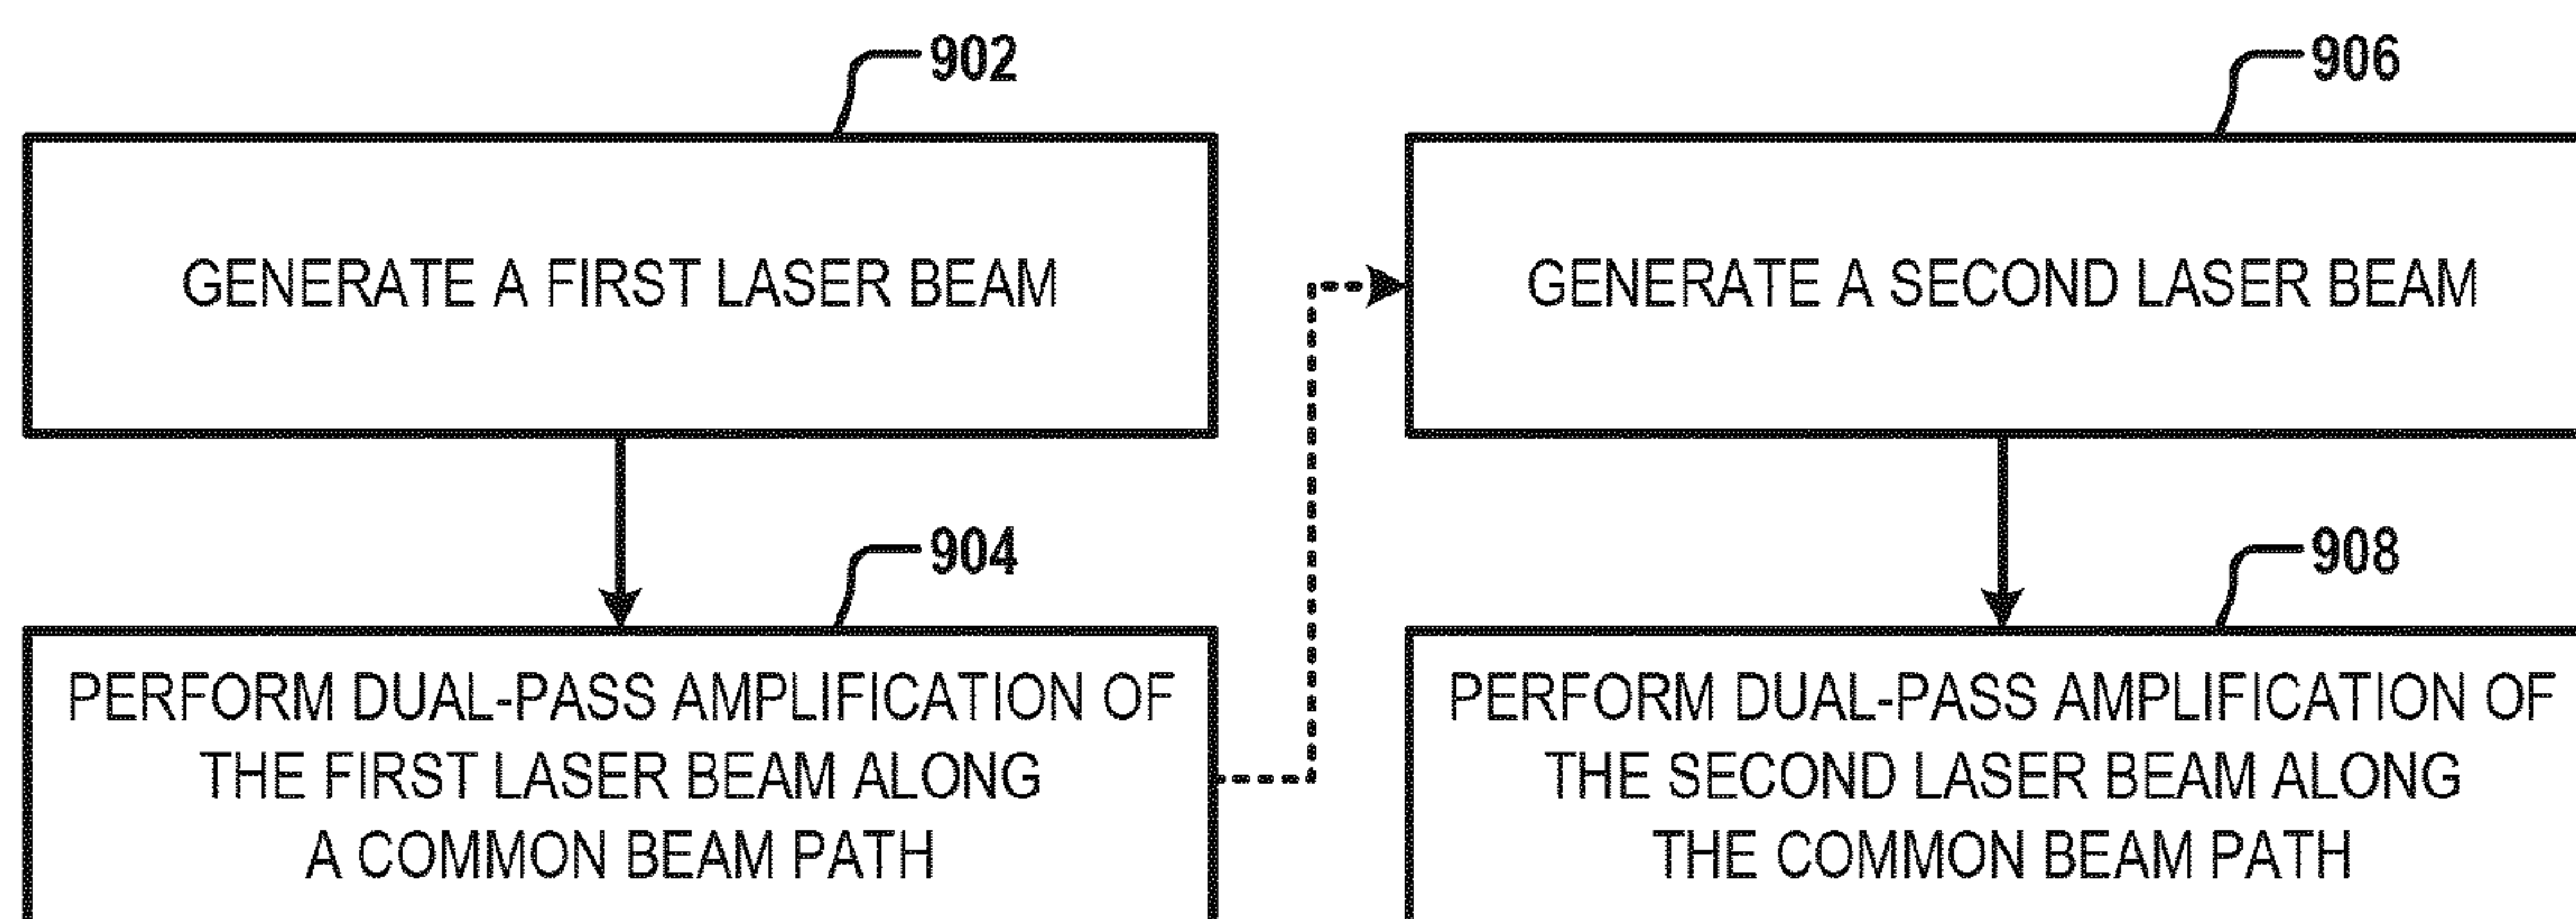 902
GENERATE A FIRST LASER BEAM
904
PERFORM DUAL-PASS AMPLIFICATION OF
THE FIRST LASER BEAM ALONG
A COMMON BEAM PATH
906
GENERATE A SECOND LASER BEAM
908
PERFORM DUAL-PASS AMPLIFICATION OF
THE SECOND LASER BEAM ALONG
THE COMMON BEAM PATH